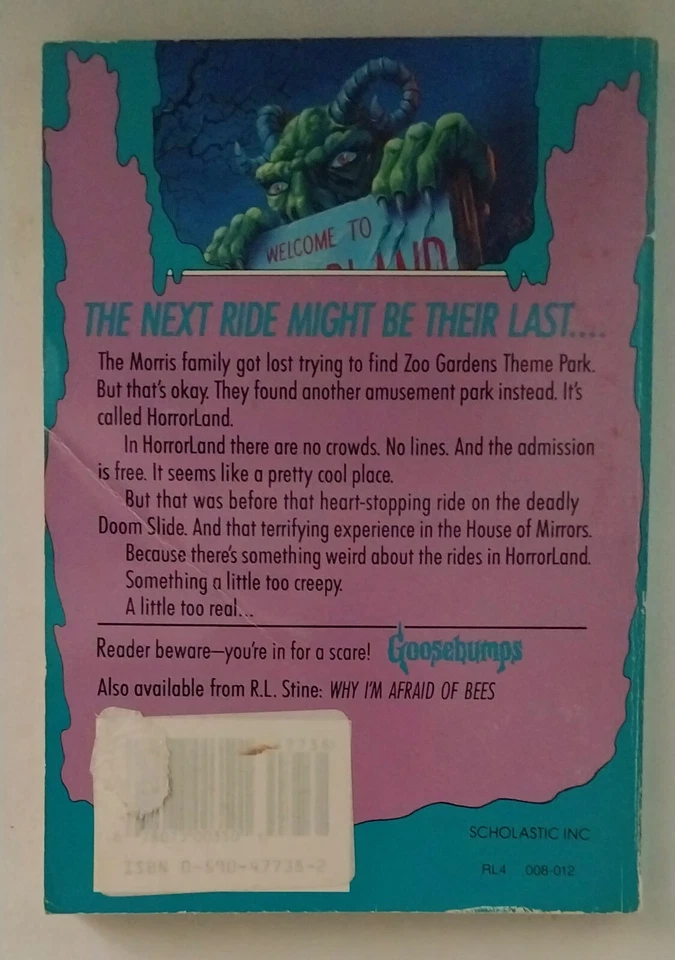 WELCOME TO
THE NEXT RIDE MIGHT BE THEIR LAST....
The Morris family got lost trying to find Zoo Gardens Theme Park.
But that's okay. They found another amusement park instead. It's
called HorrorLand.
In HorrorLand there are no crowds. No lines. And the admission
is free. It seems like a pretty cool place.
But that was before that heart-stopping ride on the deadly
Doom Slide. And that terrifying experience in the House of Mirrors.
Because there's something weird about the rides in HorrorLand.
Something a little too creepy.
A little too real...
Reader beware—you're in for a scare! Goosebumps
Also available from R.L. Stine: WHY I'M AFRAID OF BEES
SCHOLASTIC INC
RL4 008-012
ISBN